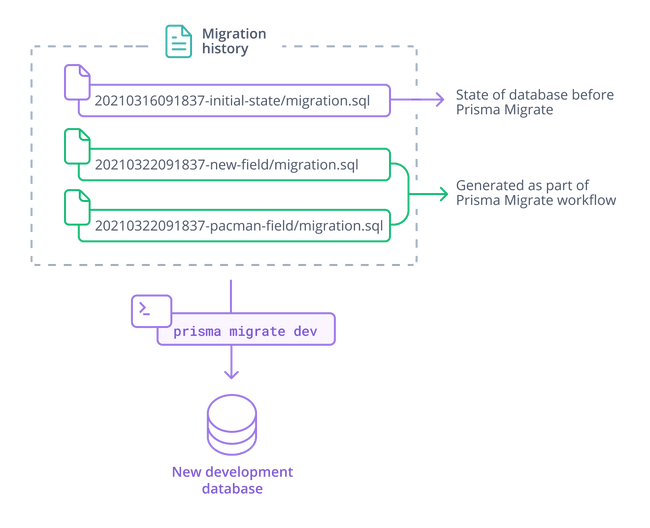 Migration
history
20210316091837-initial-state/migration.sql
State of database before
Prisma Migrate
20210322091837-new-field/migration.sql
Generated as part of
Prisma Migrate workflow
20210322091837-pacman-field/migration.sql
prisma migrate dev
New development
database